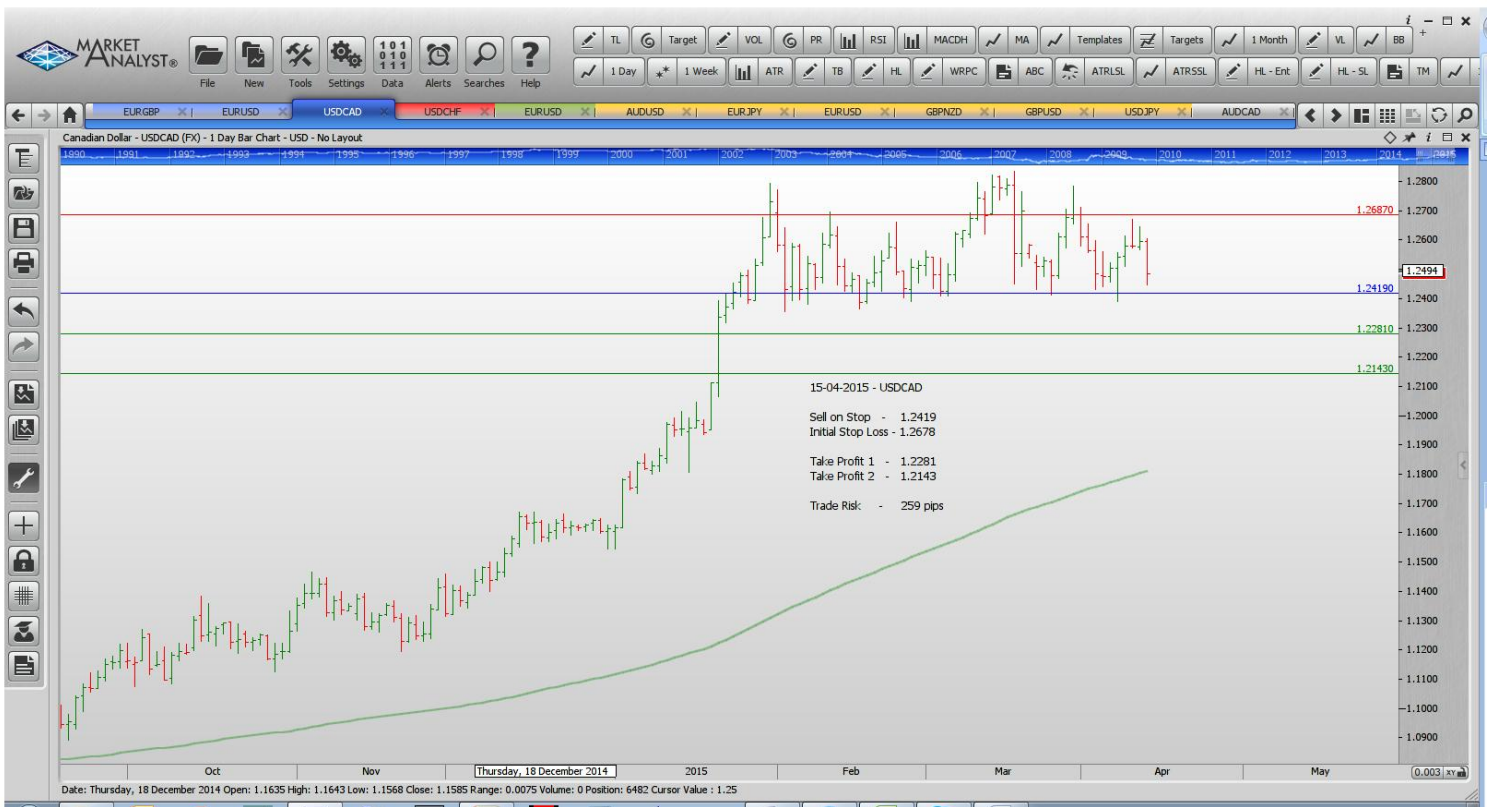 MARKET ANALYST®
File New Tools Settings Data Alerts Searches Help
TL Target VOL PR RSI MACDH MA Templates Targets 1 Month VL BB
1 Day 1 Week ATR TB HL WRPC ABC ATRLSL ATRSSL HL - Ent HL - SL TM
EURGBP EURUSD USDCAD USDCHF EURUSD AUDUSD EURJPY EURUSD GBPNZD GBPUSD USDJPY AUDCAD
Canadian Dollar - USDCAD (FX) - 1 Day Bar Chart - USD - No Layout
1990 1991 1992 1993 1994 1995 1996 1997 1998 1999 2000 2001 2002 2003 2004 2005 2006 2007 2008 2009 2010 2011 2012 2013 2014 2015
1.2800
1.26870
1.2700
1.2600
1.2494
1.24190
1.2400
1.22810
1.2300
1.2200
1.21430
1.2100
15-04-2015 - USDCAD
Sell on Stop - 1.2419
Initial Stop Loss - 1.2678
Take Profit 1 - 1.2281
Take Profit 2 - 1.2143
Trade Risk - 259 pips
1.2000
1.1900
1.1800
1.1700
1.1600
1.1500
1.1400
1.1300
1.1200
1.1100
1.1000
1.0900
Oct Nov Thursday, 18 December 2014 2015 Feb Mar Apr May 0.003 XY
Date: Thursday, 18 December 2014 Open: 1.1635 High: 1.1643 Low: 1.1568 Close: 1.1585 Range: 0.0075 Volume: 0 Position: 6482 Cursor Value : 1.25